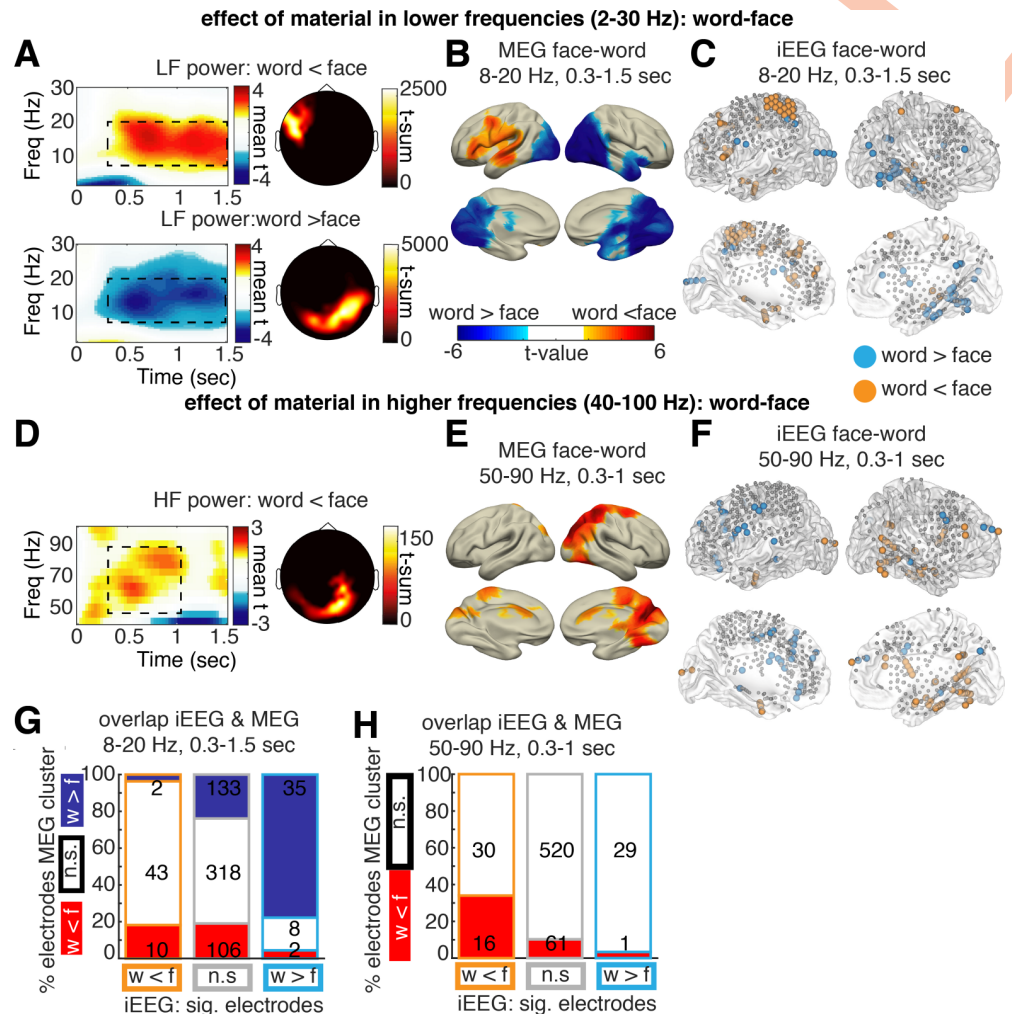 effect of material in lower frequencies (2-30 Hz): word-face
A
LF power: word < face
Freq (Hz)
30
20
10
0
0.5
1
1.5
4
mean t
-4
2500
t-sum
0
LF power:word >face
Freq (Hz)
30
20
10
0
0.5
1
1.5
Time (sec)
4
mean t
-4
5000
t-sum
0
B
MEG face-word
8-20 Hz, 0.3-1.5 sec
word > face
word <face
-6
t-value
6
C
iEEG face-word
8-20 Hz, 0.3-1.5 sec
word > face
word < face
effect of material in higher frequencies (40-100 Hz): word-face
D
HF power: word < face
Freq (Hz)
90
70
50
0
0.5
1
1.5
Time (sec)
3
mean t
-3
150
t-sum
0
E
MEG face-word
50-90 Hz, 0.3-1 sec
F
iEEG face-word
50-90 Hz, 0.3-1 sec
G
overlap iEEG & MEG
8-20 Hz, 0.3-1.5 sec
% electrodes MEG cluster
w < f
n.s.
w > f
100
80
60
40
20
0
2
43
10
133
318
106
35
8
2
w < f
n.s
w > f
iEEG: sig. electrodes
H
overlap iEEG & MEG
50-90 Hz, 0.3-1 sec
% electrodes MEG cluster
w < f
n.s.
100
80
60
40
20
0
30
16
520
61
29
1
w < f
n.s
w > f
iEEG: sig. electrodes